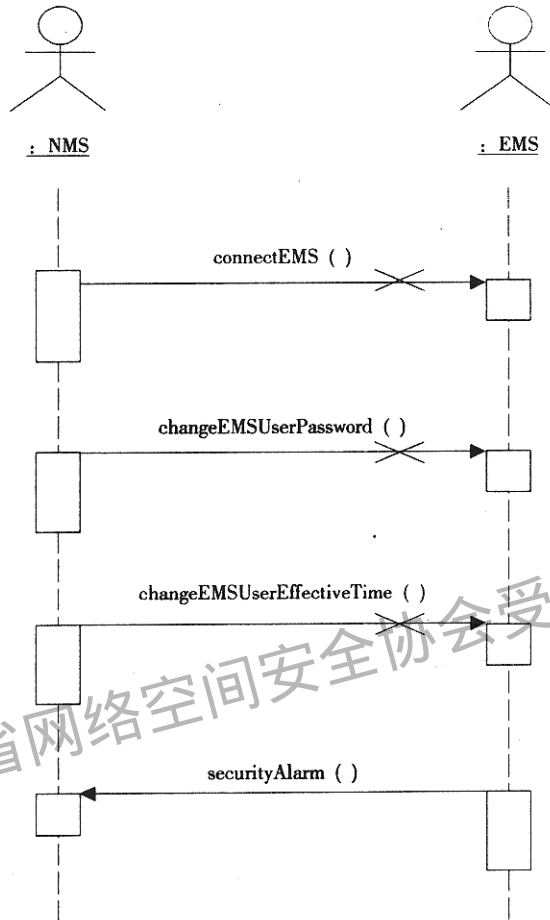 : NMS
: EMS
connectEMS ( )
changeEMSUserPassword ( )
changeEMSUserEffectiveTime ( )
省网络空间安全协会受
securityAlarm ( )